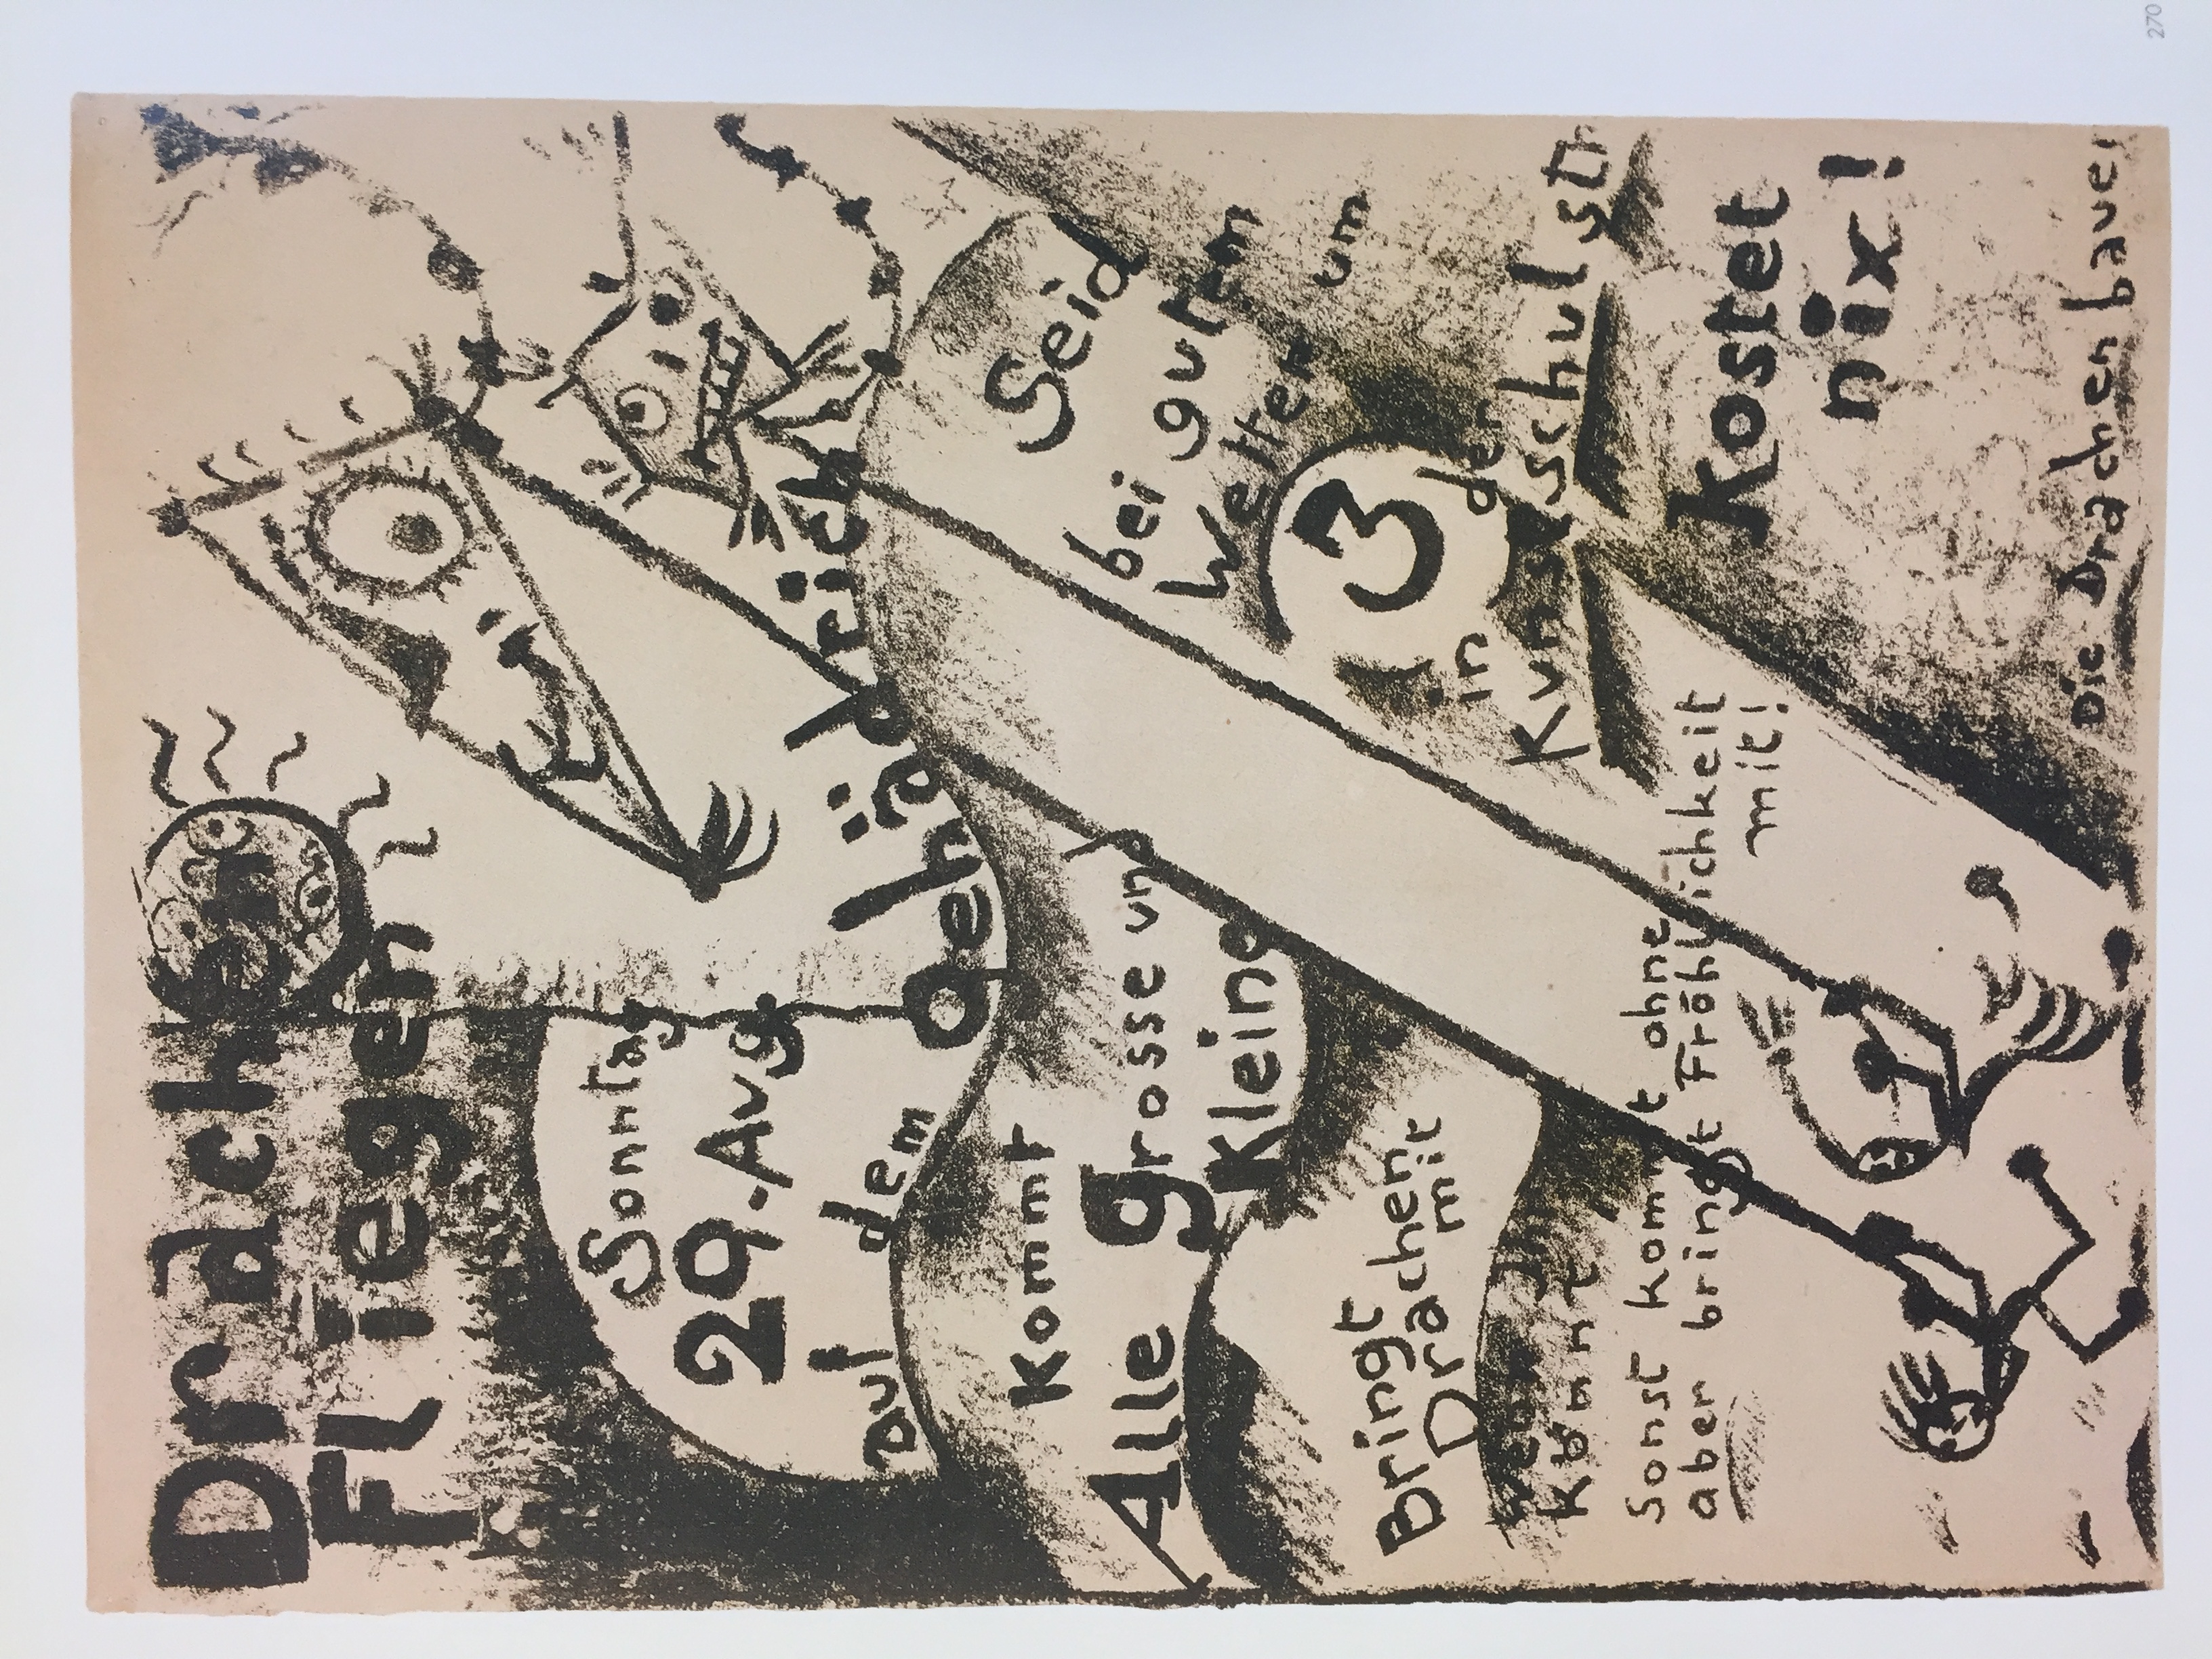 Drachen
Fliegen
Sonntag
29. Aug.
auf dem Gehädrich
Kommt
Alle grosse und
Kleine
Bringt
Drachen
mit
wenn Ihr
könnt
Sonst kommt ohne
aber bringt Fröhlichkeit
mit!
Seid
bei gutem
Wetter um
13
in der
Kunstschulstr
Kostet
nix!
Die Drachenbauer
270